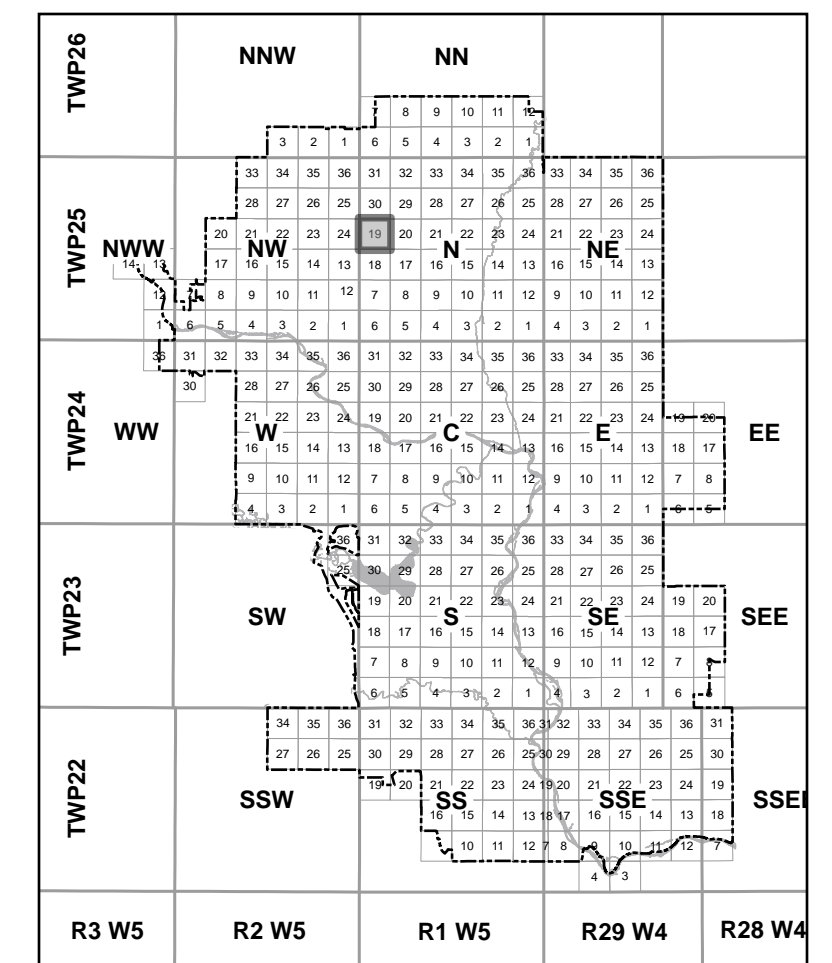 NNW NN
TWP26
7 8 9 10 11 12
3 2 1 6 5 4 3 2 1
33 34 35 36 31 32 33 34 35 36 33 34 35 36
28 27 26 25 30 29 28 27 26 25 28 27 26 25
TWP25
20 21 22 23 24 19 20 21 22 23 24 21 22 23 24
NWW NW N NE
14 13 17 16 15 14 13 18 17 16 15 14 13 16 15 14 13
12 7 8 9 10 11 12 7 8 9 10 11 12 9 10 11 12
1 6 5 4 3 2 1 6 5 4 3 2 1 4 3 2 1
36 31 32 33 34 35 36 31 32 33 34 35 36 33 34 35 36
30 28 27 26 25 30 29 28 27 26 25 28 27 26 25
TWP24
21 22 23 24 19 20 21 22 23 24 21 22 23 24 19 20
WW W C E EE
16 15 14 13 18 17 16 15 14 13 16 15 14 13 18 17
9 10 11 12 7 8 9 10 11 12 9 10 11 12 7 8
4 3 2 1 6 5 4 3 2 1 4 3 2 1 6 5
36 31 32 33 34 35 36 33 34 35 36
25 30 29 28 27 26 25 28 27 26 25
TWP23
19 20 21 22 23 24 21 22 23 24 19 20
SW S SE SEE
18 17 16 15 14 13 16 15 14 13 18 17
7 8 9 10 11 12 9 10 11 12 7 8
6 5 4 3 2 1 4 3 2 1 6 5
34 35 36 31 32 33 34 35 36 31 32 33 34 35 36 31
27 26 25 30 29 28 27 26 25 30 29 28 27 26 25 30
TWP22
19 20 21 22 23 24 19 20 21 22 23 24 19
SSW SS SSE SSEI
16 15 14 13 18 17 16 15 14 13 18
10 11 12 7 8 9 10 11 12 7
4 3
R3 W5 R2 W5 R1 W5 R29 W4 R28 W4